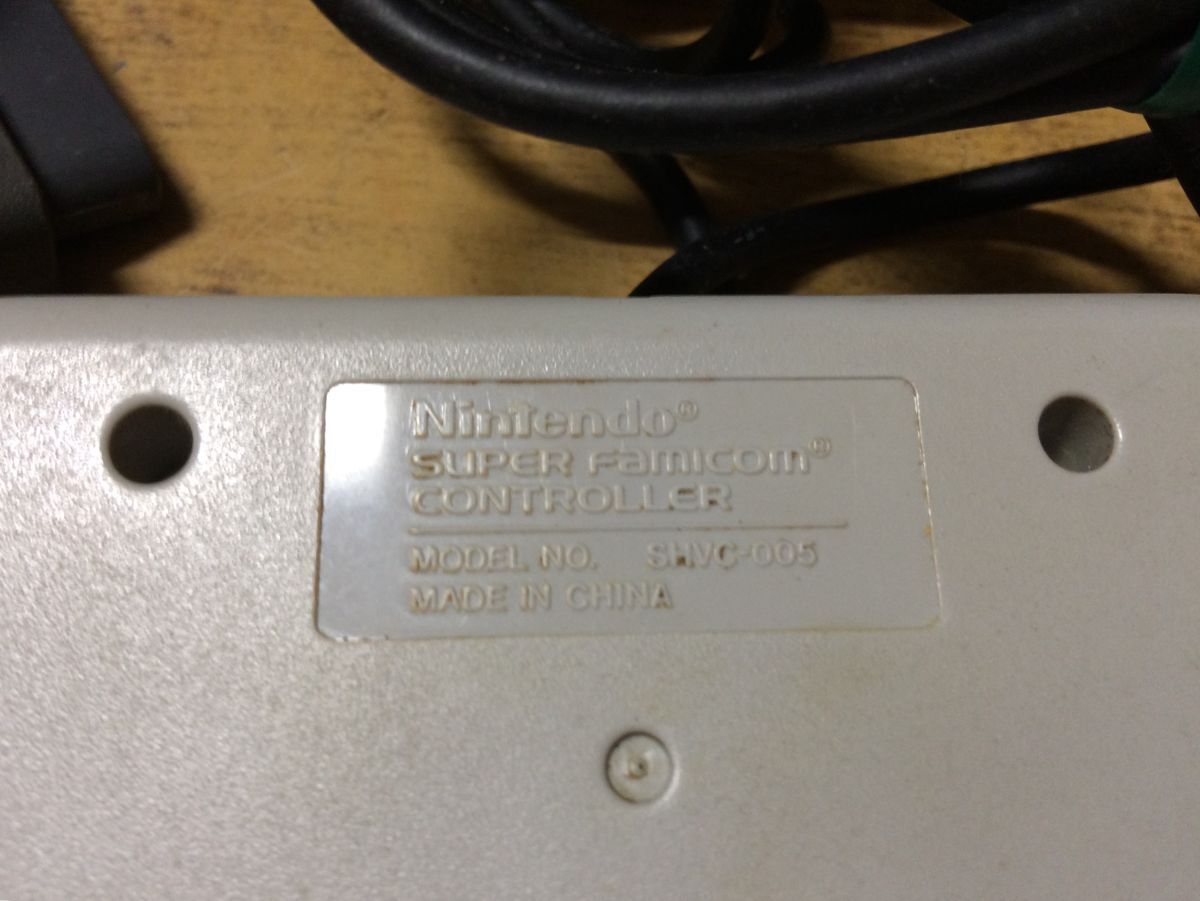 Nintendo®
SUPER Famicom®
CONTROLLER
MODEL NO. SHVC-005
MADE IN CHINA